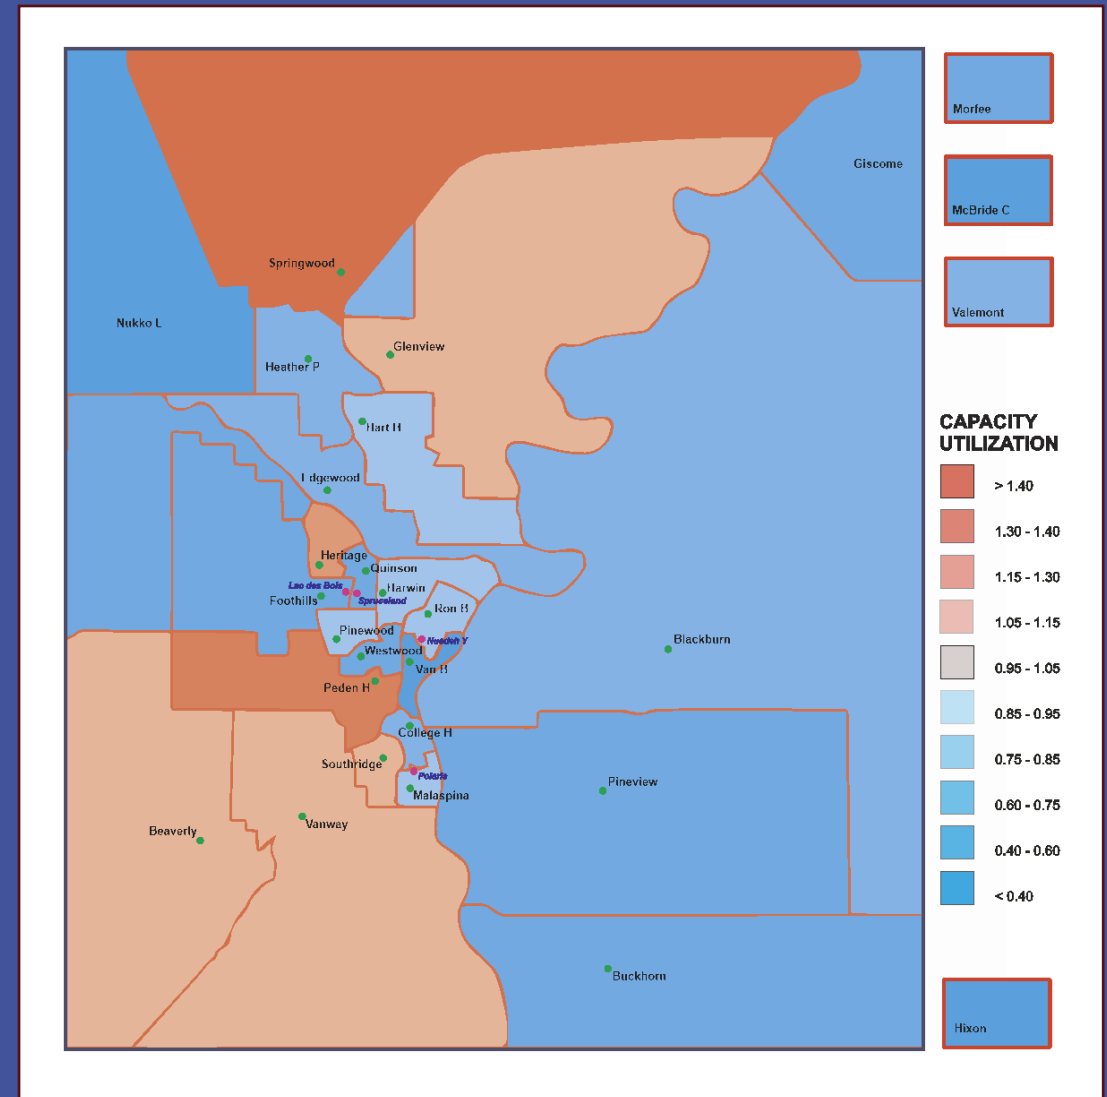 Morfee
Giscome
McBride C
Springwood
Valemont
Nukko L
Glenview
Heather P
Hart H
CAPACITY
UTILIZATION
Edgewood
> 1.40
1.30 - 1.40
Heritage
Quinson
1.15 - 1.30
Lac des Bois
Harwin
Foothills
Spruceland
Ron B
1.05 - 1.15
Pinewood
Nusdeh Y
Blackburn
Westwood
Van B
0.95 - 1.05
Peden H
0.85 - 0.95
College H
Southridge
0.75 - 0.85
Polaris
Pineview
Malaspina
0.60 - 0.75
Vanway
Beaverly
0.40 - 0.60
< 0.40
Buckhorn
Hixon